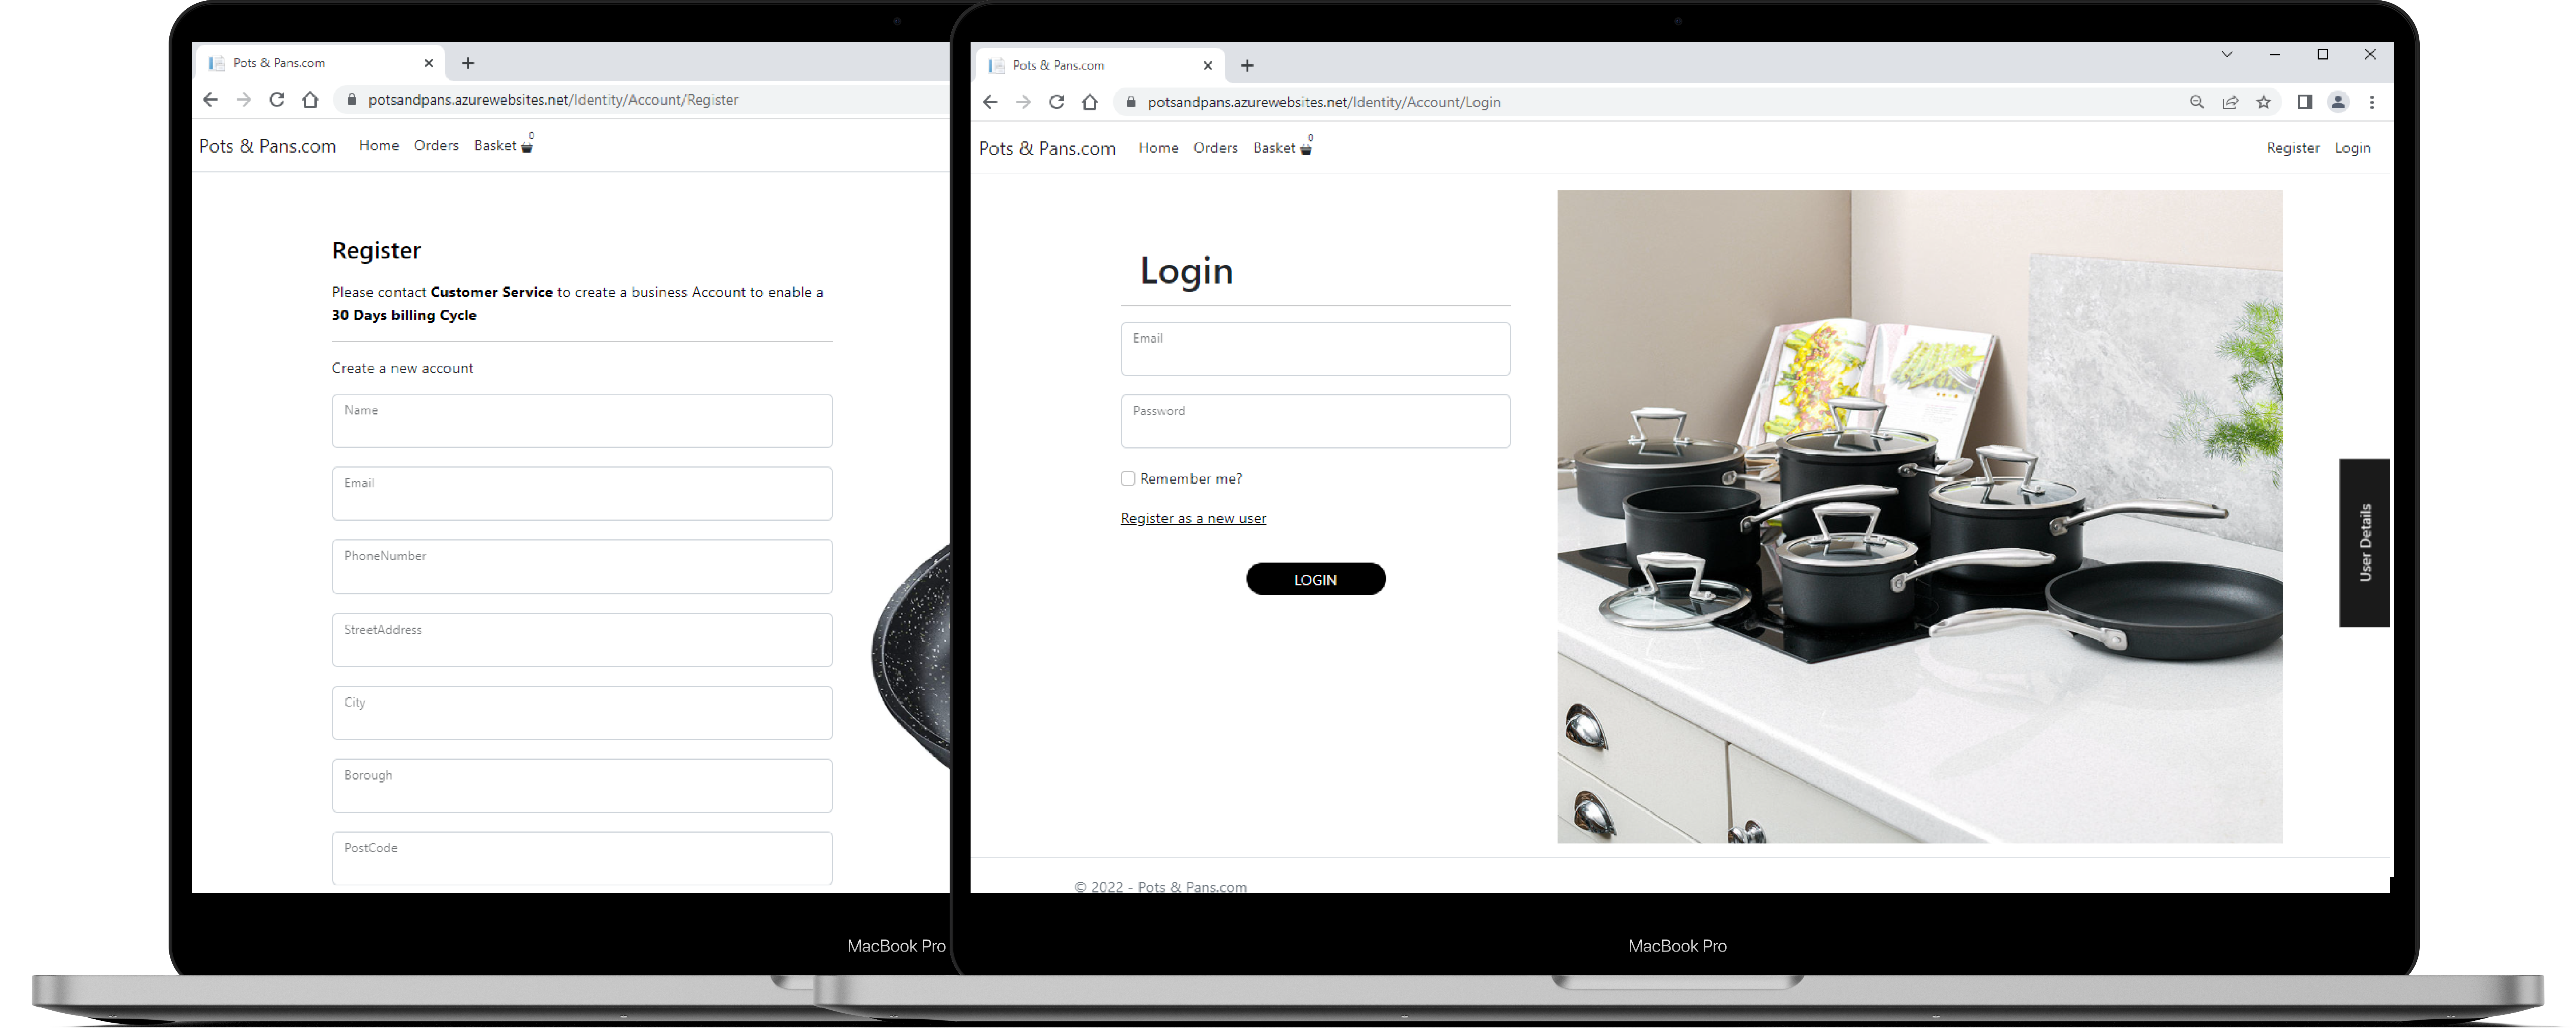 Pots & Pans.com
potsandpans.azurewebsites.net/Identity/Account/Register
Pots & Pans.com Home Orders Basket 0
Register
Please contact Customer Service to create a business Account to enable a
30 Days billing Cycle
Create a new account
Name
Email
PhoneNumber
StreetAddress
City
Borough
PostCode
MacBook Pro
Pots & Pans.com
potsandpans.azurewebsites.net/Identity/Account/Login
Pots & Pans.com Home Orders Basket 0 Register Login
Login
Email
Password
Remember me?
Register as a new user
LOGIN
User Details
© 2022 - Pots & Pans.com
MacBook Pro